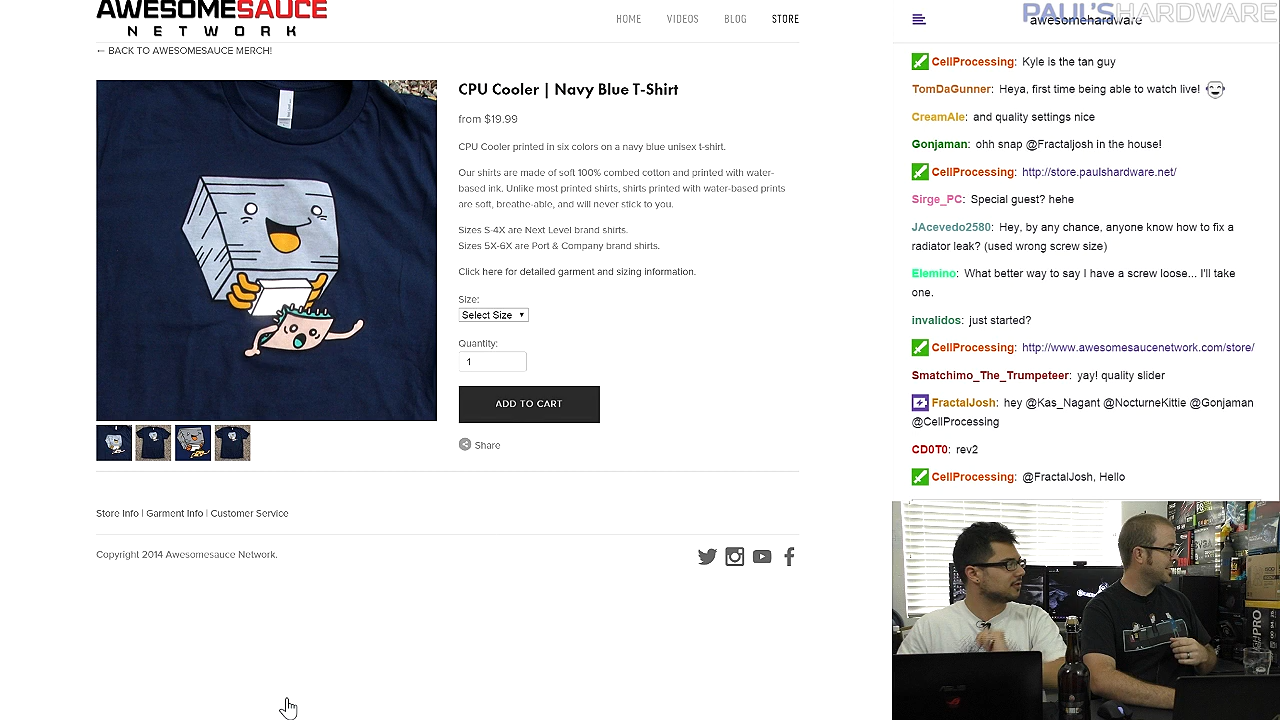 AWESOMESAUCE
NETWORK
HOME VIDEOS BLOG STORE
← BACK TO AWESOMESAUCE MERCH!
CPU Cooler | Navy Blue T-Shirt
from $19.99
CPU Cooler printed in six colors on a navy blue unisex t-shirt.
Our shirts are made of soft 100% combed cotton and printed with water-
based ink. Unlike most printed shirts, shirts printed with water-based prints
are soft, breathe-able, and will never stick to you.
Sizes S-4X are Next Level brand shirts.
Sizes 5X-6X are Port & Company brand shirts.
Click here for detailed garment and sizing information.
Size:
Select Size
Quantity:
1
ADD TO CART
Share
Store Info | Garment Info | Customer Service
Copyright 2014 Awesomesauce Network.
PAUL'S HARDWARE
awesomehardware
CellProcessing: Kyle is the tan guy
TomDaGunner: Heya, first time being able to watch live!
CreamAle: and quality settings nice
Gonjaman: ohh snap @Fractaljosh in the house!
CellProcessing: http://store.paulshardware.net/
Sirge_PC: Special guest? hehe
JAcevedo2580: Hey, by any chance, anyone know how to fix a
radiator leak? (used wrong screw size)
Elemino: What better way to say I have a screw loose... I'll take
one.
invalidos: just started?
CellProcessing: http://www.awesomesaucenetwork.com/store/
Smatchimo_The_Trumpeteer: yay! quality slider
FractalJosh: hey @Kas_Nagant @NocturneKittie @Gonjaman
@CellProcessing
CD0T0: rev2
CellProcessing: @FractalJosh, Hello